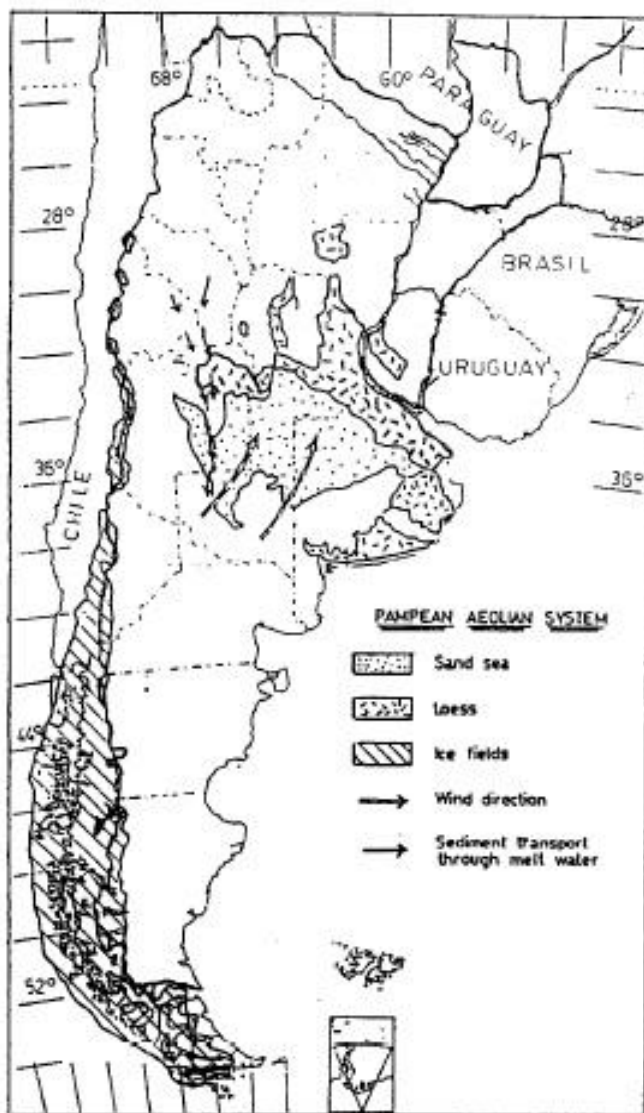 68°
60°
PARAGUAY
28°
28°
BRASIL
URUGUAY
36°
36°
CHILE
PAMPEAN AEOLIAN SYSTEM
Sand sea
Loess
Ice fields
44°
Wind direction
Sediment transport
through melt water
52°